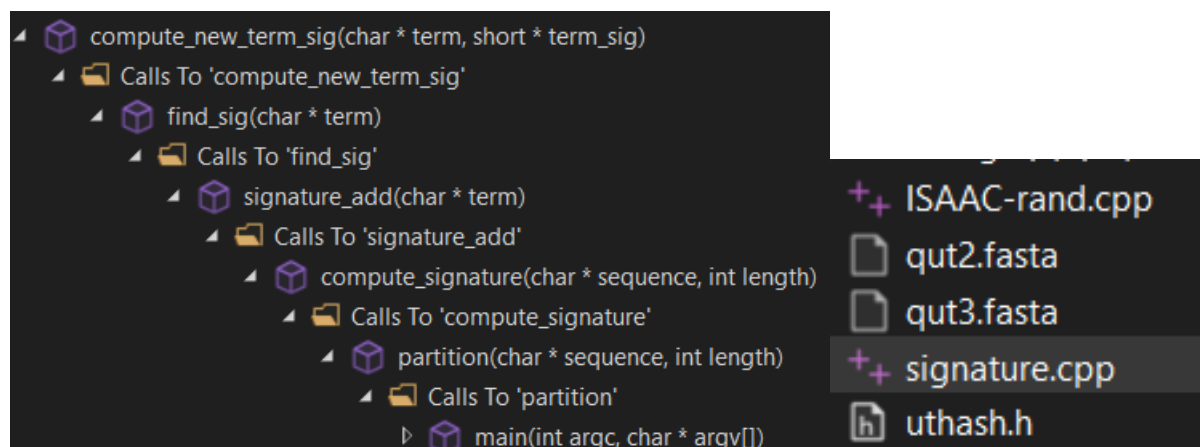 compute_new_term_sig(char * term, short * term_sig)
Calls To 'compute_new_term_sig'
find_sig(char * term)
Calls To 'find_sig'
signature_add(char * term)
Calls To 'signature_add'
compute_signature(char * sequence, int length)
Calls To 'compute_signature'
partition(char * sequence, int length)
Calls To 'partition'
main(int argc, char * argv[])
ISAAC-rand.cpp
qut2.fasta
qut3.fasta
signature.cpp
uthash.h